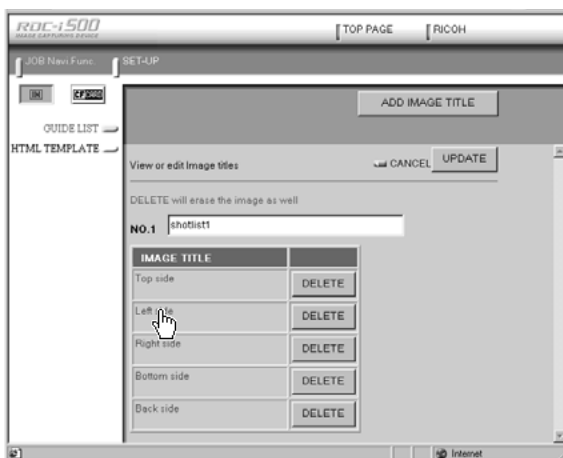 RDC-i500
IMAGE CAPTURING DEVICE
TOP PAGE
RICOH
JOB Navi Func.
SET-UP
IN
ADD IMAGE TITLE
GUIDE LIST
HTML TEMPLATE
View or edit Image titles
CANCEL
UPDATE
DELETE will erase the image as well
NO.1
shotlist1
IMAGE TITLE
Top side
DELETE
Left side
DELETE
Right side
DELETE
Bottom side
DELETE
Back side
DELETE
Internet